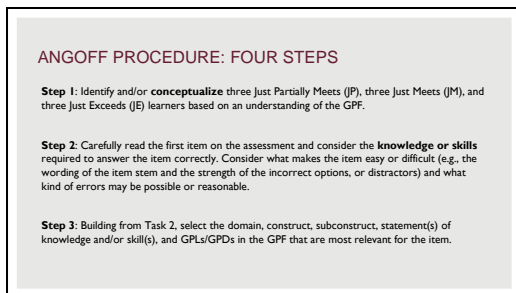 ANGOFF PROCEDURE: FOUR STEPS
Step 1: Identify and/or conceptualize three Just Partially Meets (JP), three Just Meets (JM), and
three Just Exceeds (JE) learners based on an understanding of the GPF.
Step 2: Carefully read the first item on the assessment and consider the knowledge or skills
required to answer the item correctly. Consider what makes the item easy or difficult (e.g., the
wording of the item stem and the strength of the incorrect options, or distractors) and what
kind of errors may be possible or reasonable.
Step 3: Building from Task 2, select the domain, construct, subconstruct, statement(s) of
knowledge and/or skill(s), and GPLs/GPDs in the GPF that are most relevant for the item.